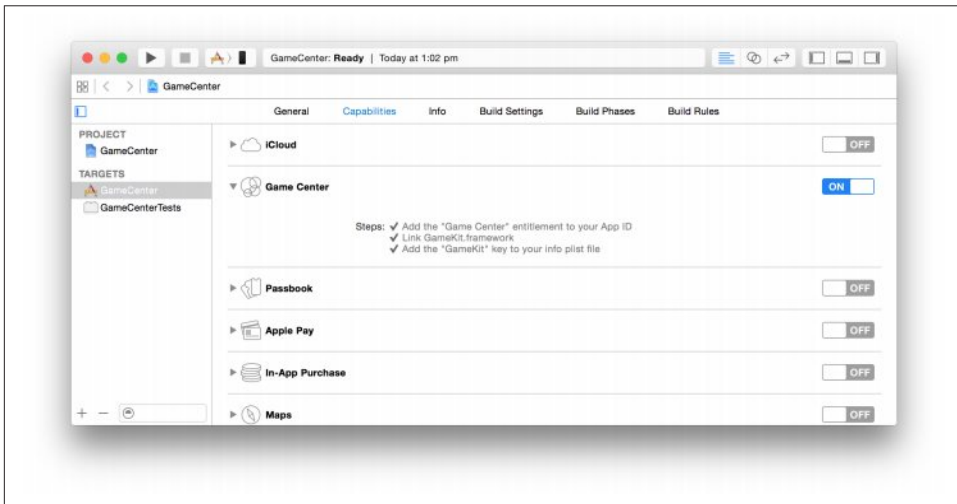 GameCenter: Ready | Today at 1:02 pm
GameCenter
General Capabilities Info Build Settings Build Phases Build Rules
PROJECT
GameCenter
TARGETS
GameCenter
GameCenterTests
iCloud OFF
Game Center ON
Steps: ✓ Add the "Game Center" entitlement to your App ID
✓ Link GameKit.framework
✓ Add the "GameKit" key to your info plist file
Passbook OFF
Apple Pay OFF
In-App Purchase OFF
Maps OFF